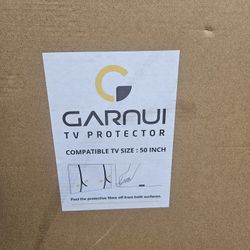 GARNUI
TV PROTECTOR
COMPATIBLE TV SIZE : 50 INCH
Peel the protective films off from both surfaces.